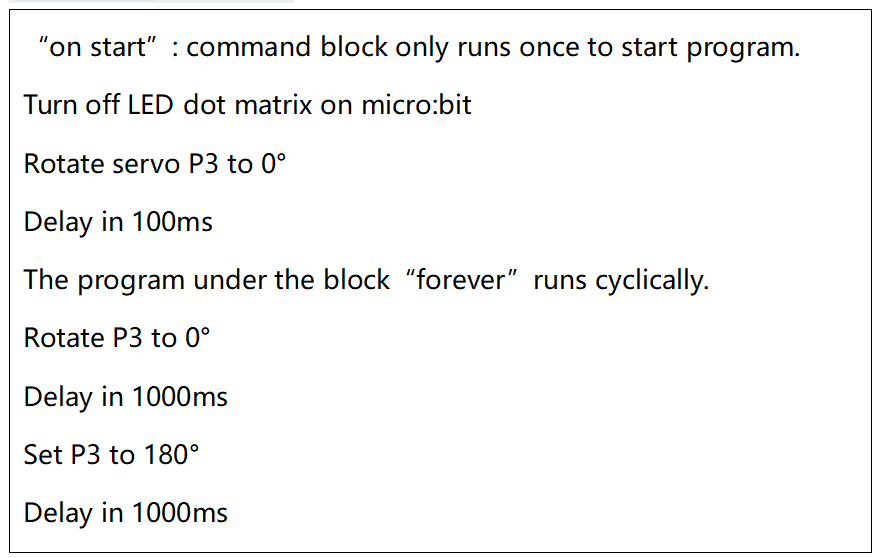 “on start”: command block only runs once to start program.
Turn off LED dot matrix on micro:bit
Rotate servo P3 to 0°
Delay in 100ms
The program under the block “forever” runs cyclically.
Rotate P3 to 0°
Delay in 1000ms
Set P3 to 180°
Delay in 1000ms